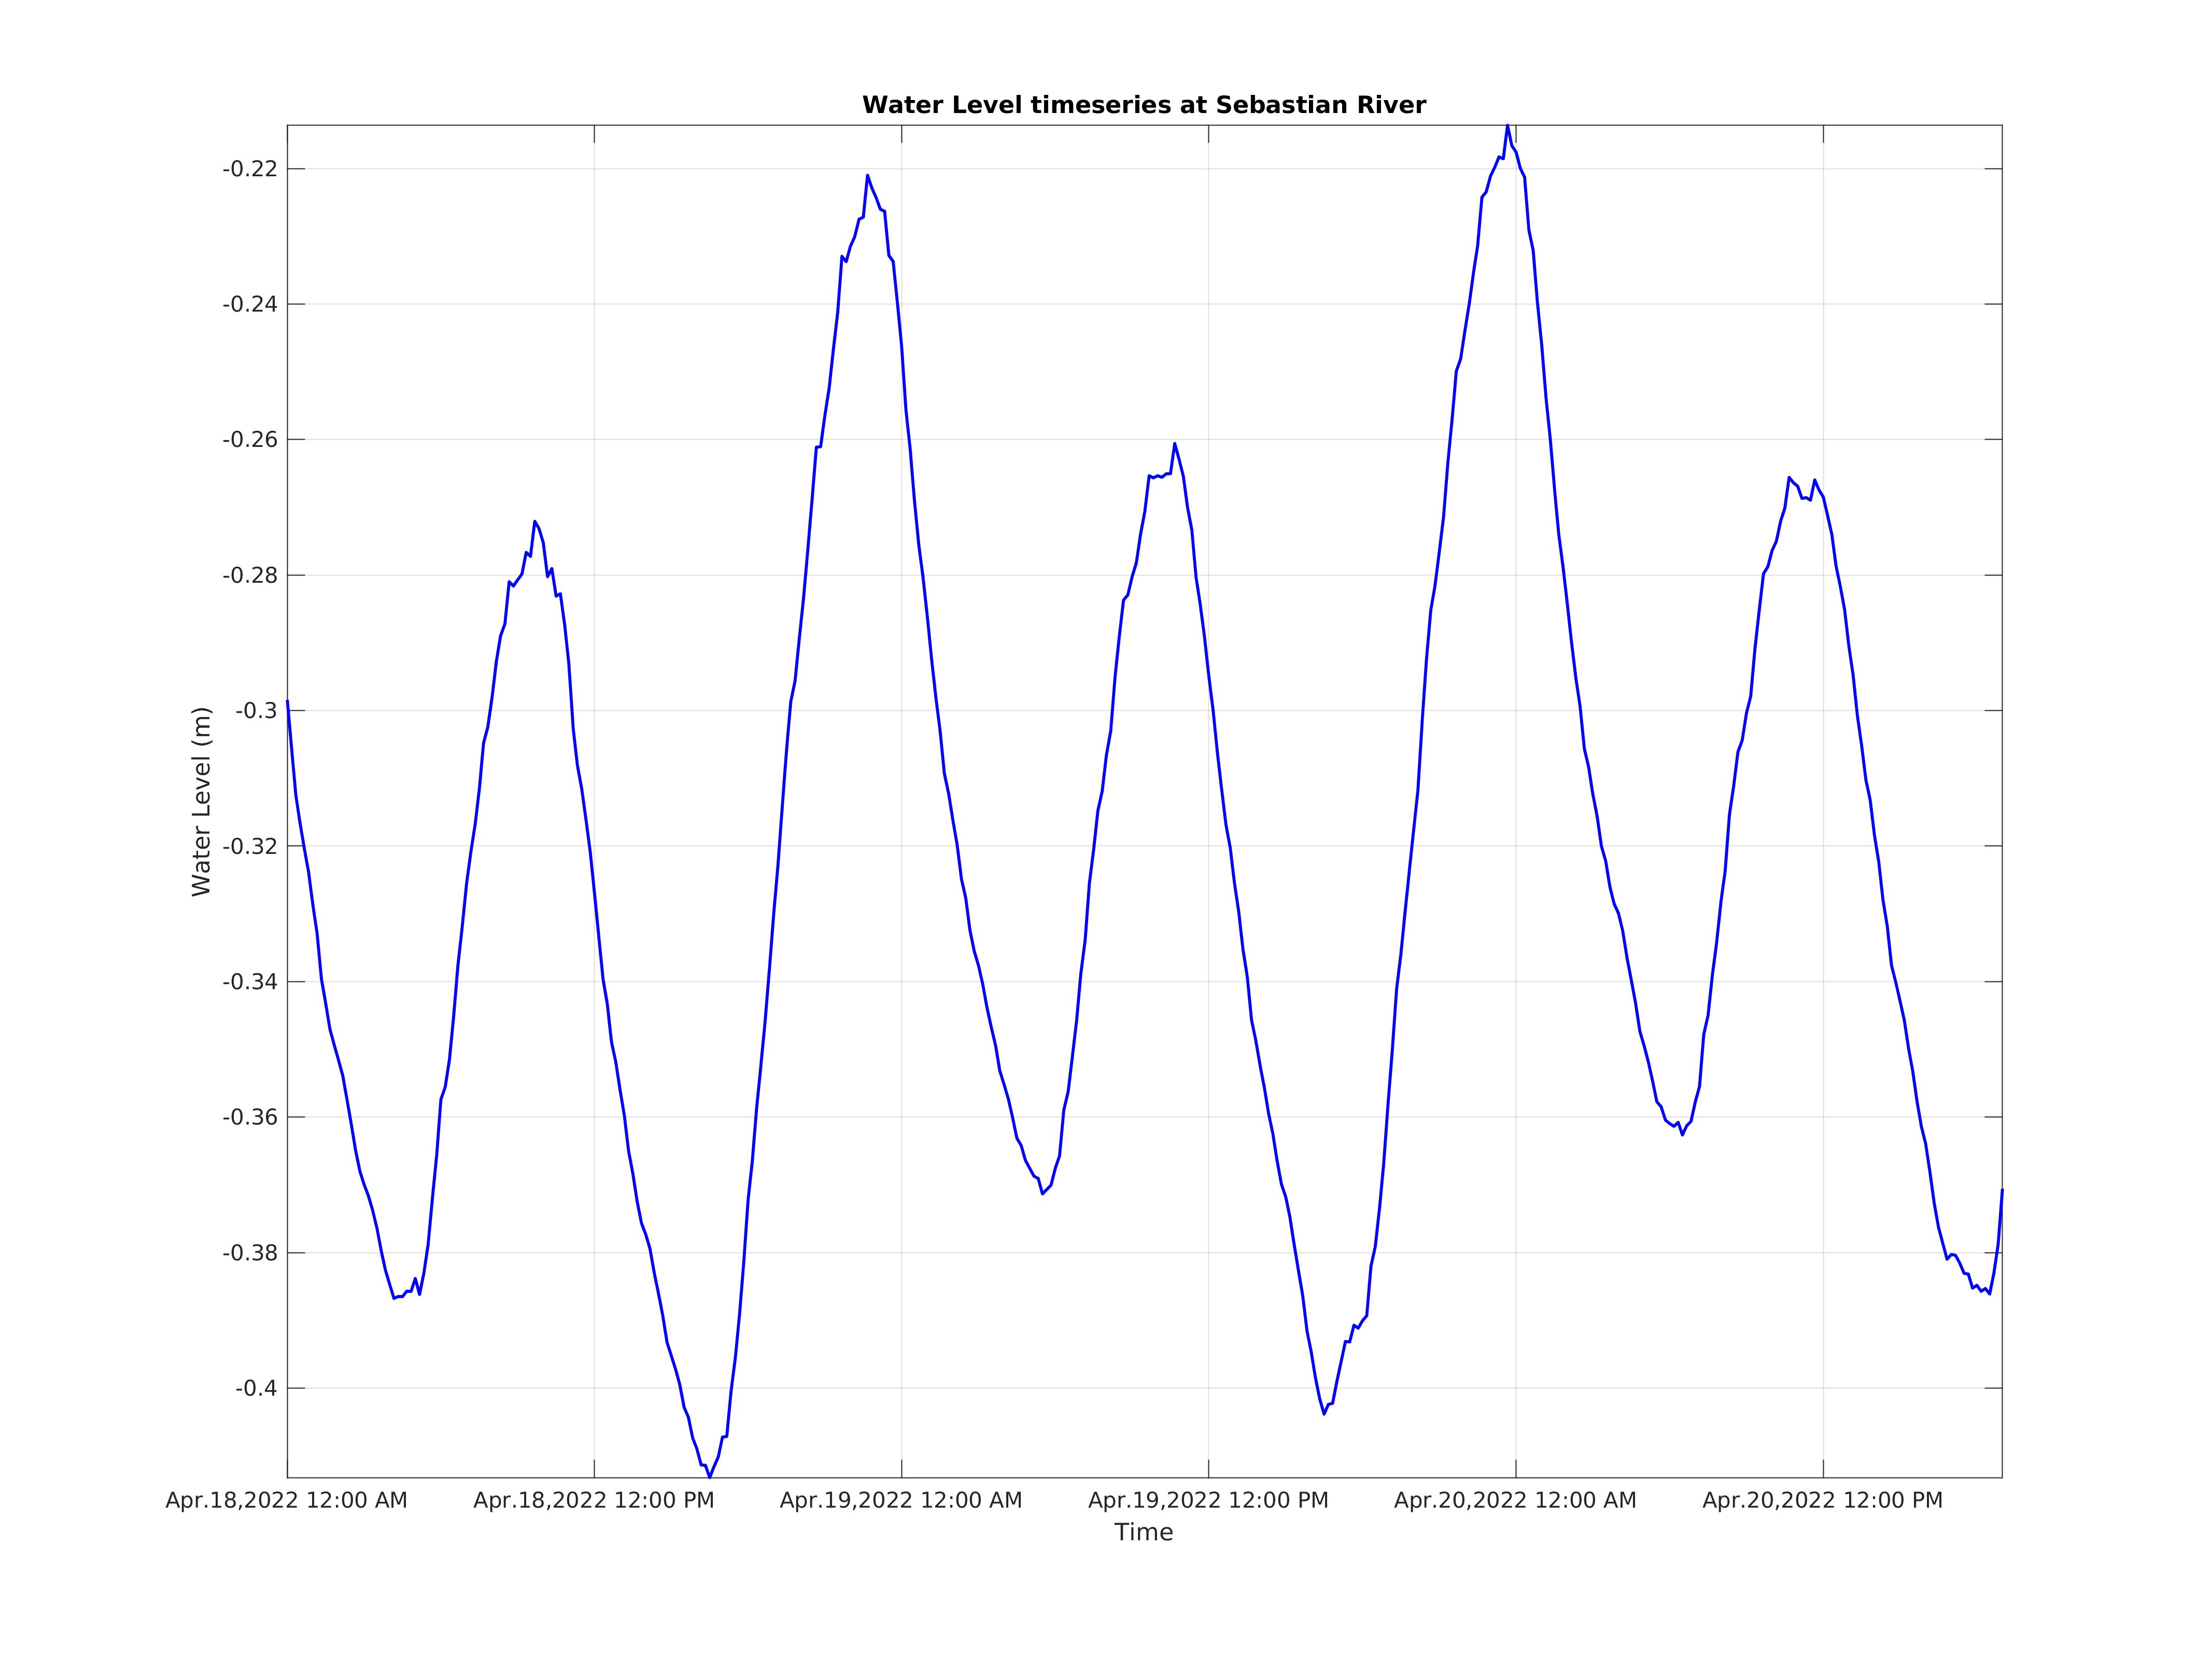 Water Level timeseries at Sebastian River
-0.22
-0.24
-0.26
-0.28
-0.3
-0.32
-0.34
-0.36
-0.38
-0.4
Water Level (m)
Apr.18,2022 12:00 AM Apr.18,2022 12:00 PM Apr.19,2022 12:00 AM Apr.19,2022 12:00 PM Apr.20,2022 12:00 AM Apr.20,2022 12:00 PM
Time